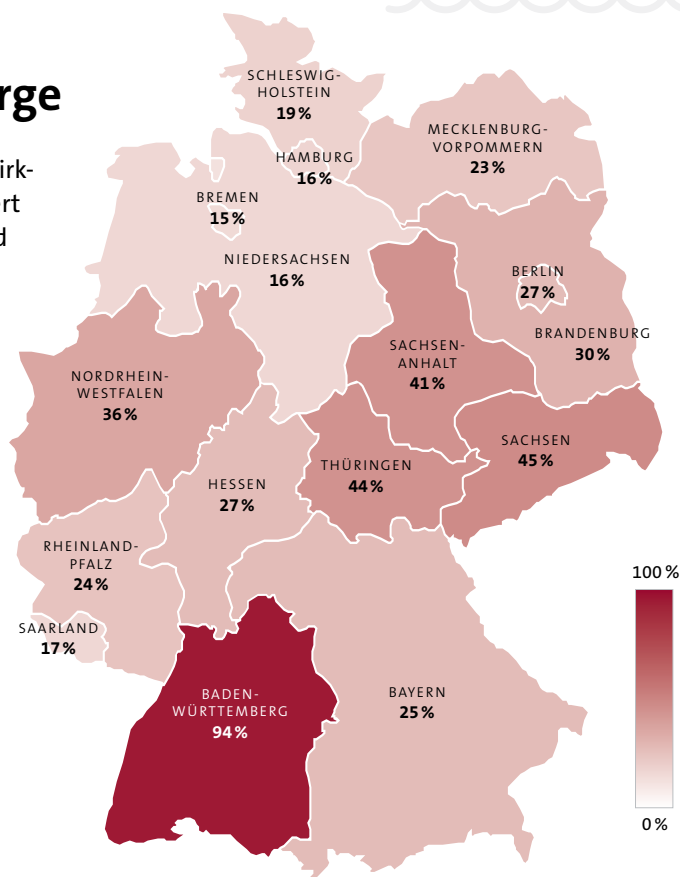 rge
irk-
ert
d
SCHLESWIG-
HOLSTEIN
19 %
MECKLENBURG-
VORPOMMERN
23 %
HAMBURG
16 %
BREMEN
15 %
NIEDERSACHSEN
16 %
BERLIN
27 %
BRANDENBURG
30 %
SACHSEN-
ANHALT
41 %
NORDRHEIN-
WESTFALEN
36 %
SACHSEN
45 %
THÜRINGEN
44 %
HESSEN
27 %
RHEINLAND-
PFALZ
24 %
SAARLAND
17 %
BADEN-
WÜRTTEMBERG
94 %
BAYERN
25 %
100 %
0 %